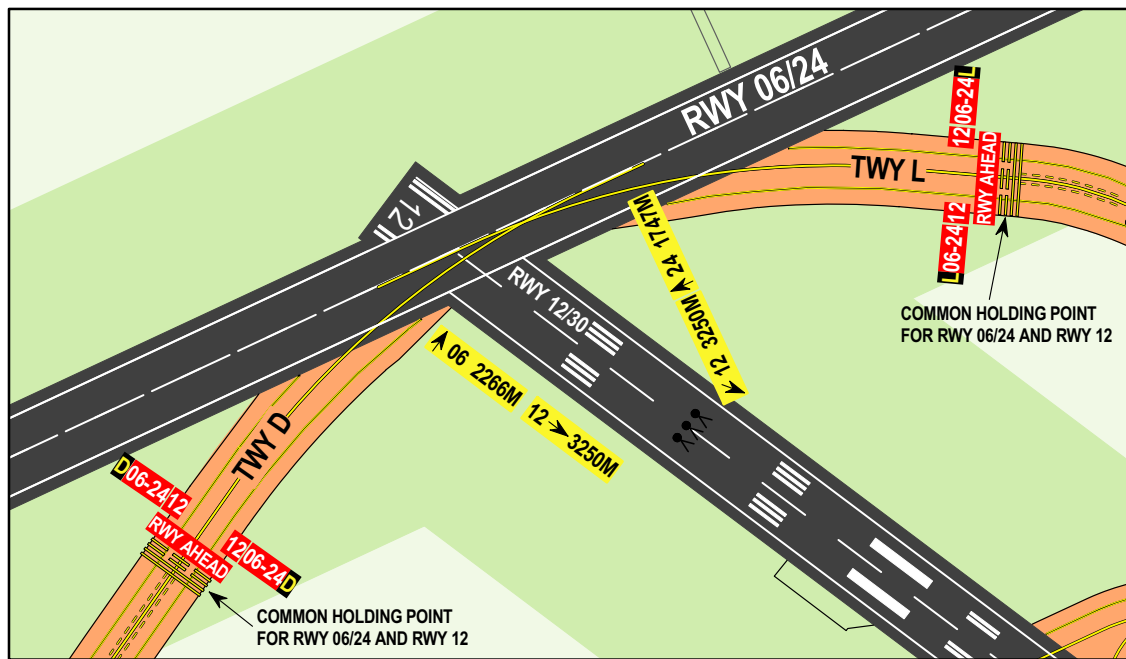 RWY 06/24
12 06-24 L
RWY AHEAD
L 06-24 12
TWY L
12
RWY 12/30
12 3250M 24 1747M
COMMON HOLDING POINT
FOR RWY 06/24 AND RWY 12
06 2266M 12 3250M
TWY D
D 06-24 12
RWY AHEAD
12 06-24 D
COMMON HOLDING POINT
FOR RWY 06/24 AND RWY 12